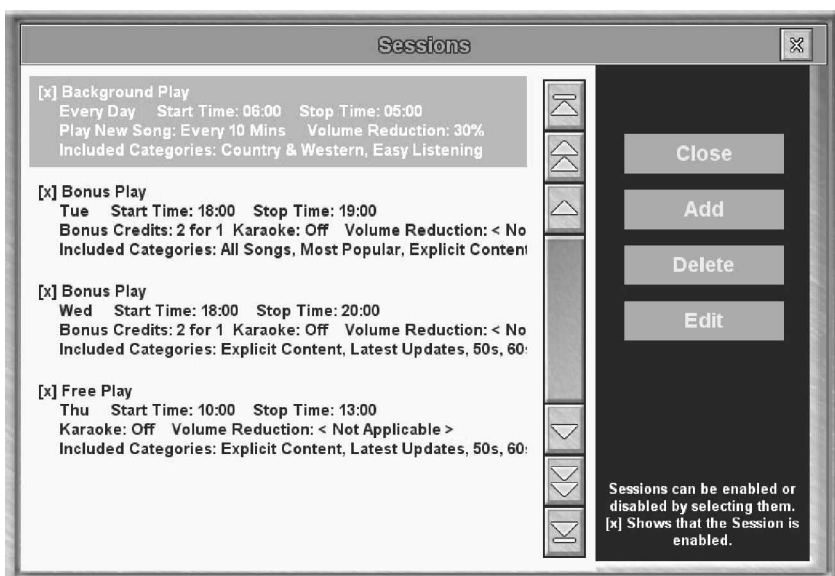 Sessions
[x] Background Play
Every Day Start Time: 06:00 Stop Time: 05:00
Play New Song: Every 10 Mins Volume Reduction: 30%
Included Categories: Country & Western, Easy Listening
[x] Bonus Play
Tue Start Time: 18:00 Stop Time: 19:00
Bonus Credits: 2 for 1 Karaoke: Off Volume Reduction: < No
Included Categories: All Songs, Most Popular, Explicit Content
[x] Bonus Play
Wed Start Time: 18:00 Stop Time: 20:00
Bonus Credits: 2 for 1 Karaoke: Off Volume Reduction: < No
Included Categories: Explicit Content, Latest Updates, 50s, 60s
[x] Free Play
Thu Start Time: 10:00 Stop Time: 13:00
Karaoke: Off Volume Reduction: < Not Applicable >
Included Categories: Explicit Content, Latest Updates, 50s, 60s
Close
Add
Delete
Edit
Sessions can be enabled or
disabled by selecting them.
[x] Shows that the Session is
enabled.